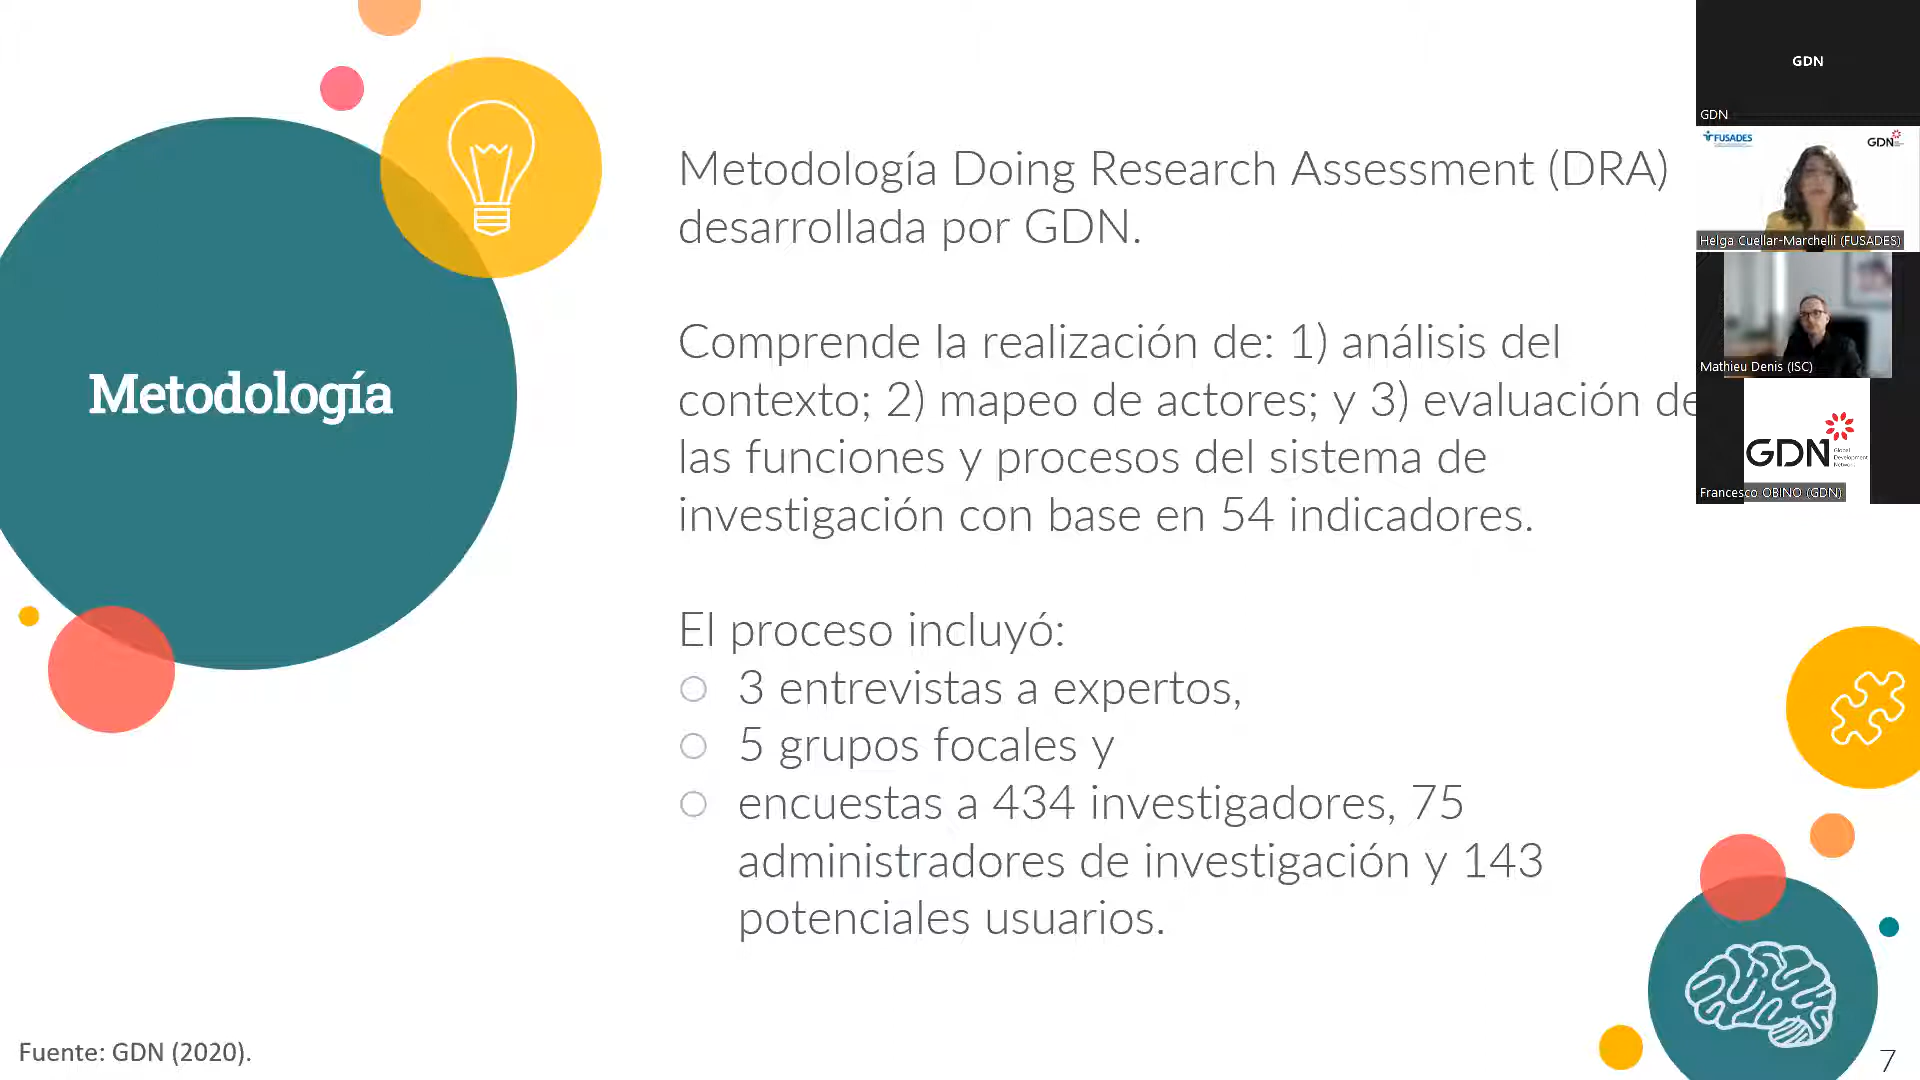 Metodología
Metodología Doing Research Assessment (DRA)
desarrollada por GDN.
Comprende la realización de: 1) análisis del
contexto; 2) mapeo de actores; y 3) evaluación de
las funciones y procesos del sistema de
investigación con base en 54 indicadores.
El proceso incluyó:
3 entrevistas a expertos,
5 grupos focales y
encuestas a 434 investigadores, 75
administradores de investigación y 143
potenciales usuarios.
Fuente: GDN (2020).
7
GDN
GDN
FUSADES
GDN
Helga Cuellar-Marchelli (FUSADES)
Mathieu Denis (ISC)
GDN
Global
Development
Network
Francesco OBINO (GDN)